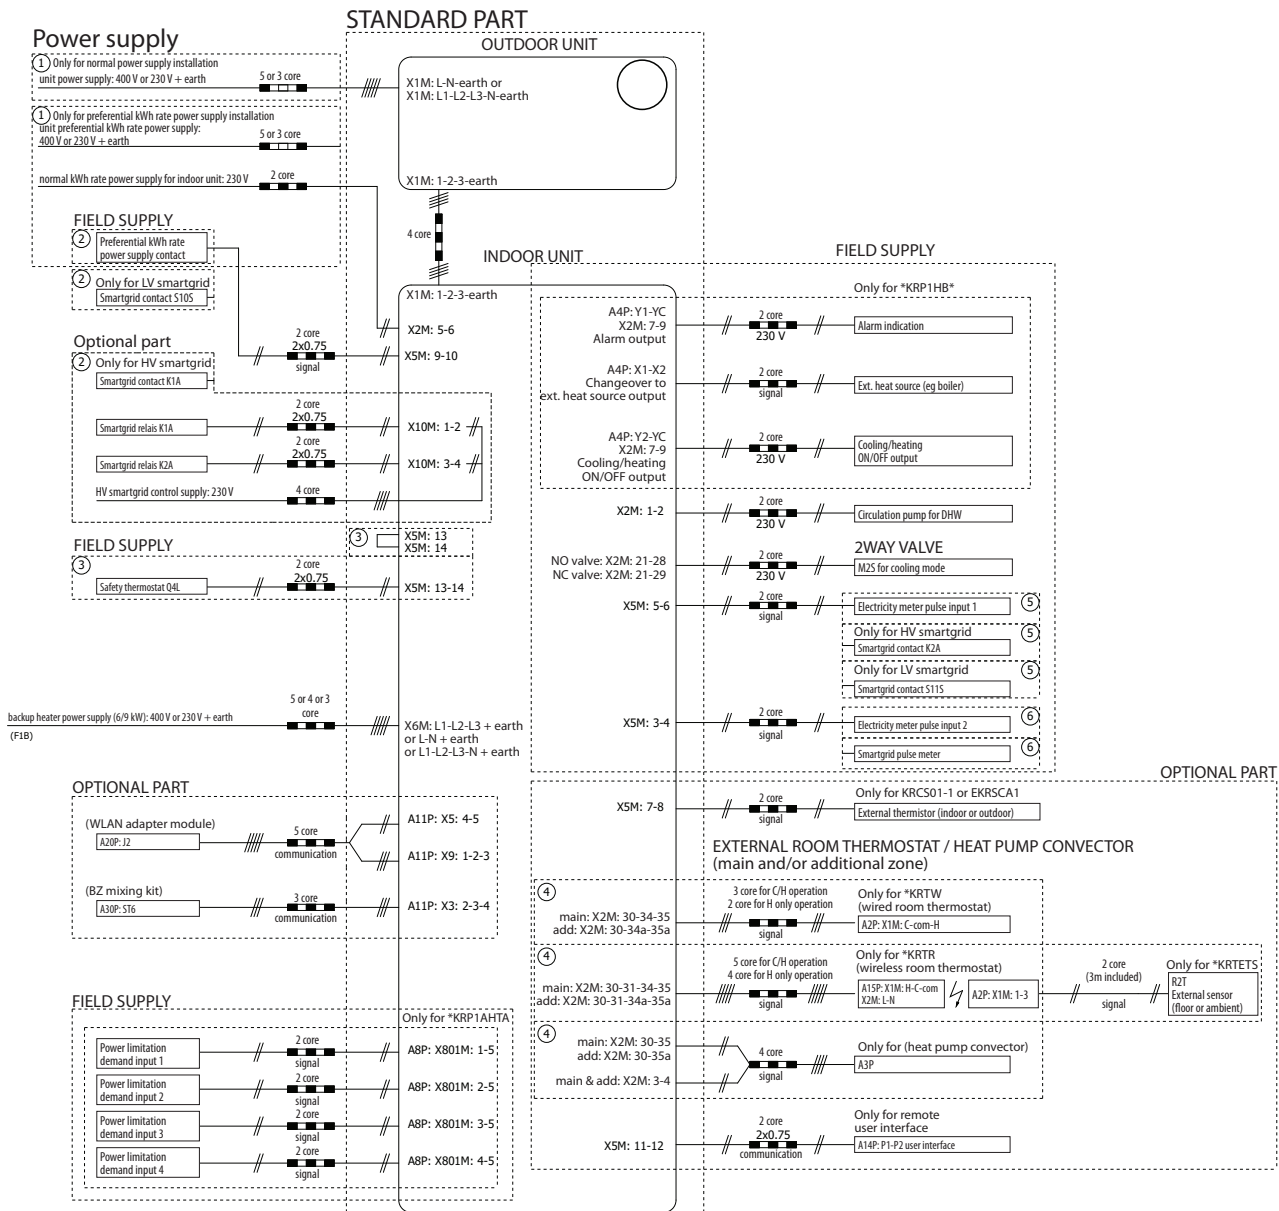 STANDARD PART
Power supply
OUTDOOR UNIT
1 Only for normal power supply installation
unit power supply: 400 V or 230 V + earth
5 or 3 core
X1M: L-N-earth or
X1M: L1-L2-L3-N-earth
1 Only for preferential kWh rate power supply installation
unit preferential kWh rate power supply:
400 V or 230 V + earth
5 or 3 core
normal kWh rate power supply for indoor unit: 230 V
2 core
X1M: 1-2-3-earth
4 core
FIELD SUPPLY
2
Preferential kWh rate
power supply contact
2 Only for LV smartgrid
Smartgrid contact S10S
INDOOR UNIT
X1M: 1-2-3-earth
X2M: 5-6
2 core
2x0.75
signal
X5M: 9-10
Optional part
2 Only for HV smartgrid
Smartgrid contact K1A
Smartgrid relais K1A
2 core
2x0.75
X10M: 1-2
Smartgrid relais K2A
2 core
2x0.75
X10M: 3-4
HV smartgrid control supply: 230 V
4 core
3
X5M: 13
X5M: 14
FIELD SUPPLY
3
Safety thermostat Q4L
2 core
2x0.75
X5M: 13-14
backup heater power supply (6/9 kW): 400 V or 230 V + earth
(F1B)
5 or 4 or 3
core
X6M: L1-L2-L3 + earth
or L-N + earth
or L1-L2-L3-N + earth
OPTIONAL PART
(WLAN adapter module)
A20P: J2
5 core
communication
A11P: X5: 4-5
A11P: X9: 1-2-3
(BZ mixing kit)
A30P: ST6
3 core
communication
A11P: X3: 2-3-4
FIELD SUPPLY
Only for *KRP1AHTA
Power limitation
demand input 1
2 core
signal
A8P: X801M: 1-5
Power limitation
demand input 2
2 core
signal
A8P: X801M: 2-5
Power limitation
demand input 3
2 core
signal
A8P: X801M: 3-5
Power limitation
demand input 4
2 core
signal
A8P: X801M: 4-5
FIELD SUPPLY
Only for *KRP1HB*
A4P: Y1-YC
X2M: 7-9
Alarm output
2 core
230 V
Alarm indication
A4P: X1-X2
Changeover to
ext. heat source output
2 core
signal
Ext. heat source (eg boiler)
A4P: Y2-YC
X2M: 7-9
Cooling/heating
ON/OFF output
2 core
230 V
Cooling/heating
ON/OFF output
X2M: 1-2
2 core
230 V
Circulation pump for DHW
2WAY VALVE
NO valve: X2M: 21-28
NC valve: X2M: 21-29
2 core
230 V
M2S for cooling mode
X5M: 5-6
2 core
signal
Electricity meter pulse input 1
5
Only for HV smartgrid
5
Smartgrid contact K2A
Only for LV smartgrid
5
Smartgrid contact S11S
X5M: 3-4
2 core
signal
Electricity meter pulse input 2
6
Smartgrid pulse meter
6
OPTIONAL PART
X5M: 7-8
2 core
signal
Only for KRCS01-1 or EKRSCA1
External thermistor (indoor or outdoor)
EXTERNAL ROOM THERMOSTAT / HEAT PUMP CONVECTOR
(main and/or additional zone)
4
main: X2M: 30-34-35
add: X2M: 30-34a-35a
3 core for C/H operation
2 core for H only operation
signal
Only for *KRTW
(wired room thermostat)
A2P: X1M: C-com-H
4
main: X2M: 30-31-34-35
add: X2M: 30-31-34a-35a
5 core for C/H operation
4 core for H only operation
signal
Only for *KRTR
(wireless room thermostat)
A15P: X1M: H-C-com
X2M: L-N
A2P: X1M: 1-3
2 core
(3m included)
signal
Only for *KRTETS
R2T
External sensor
(floor or ambient)
4
main: X2M: 30-35
add: X2M: 30-35a
main & add: X2M: 3-4
4 core
signal
Only for (heat pump convector)
A3P
X5M: 11-12
2 core
2x0.75
communication
Only for remote
user interface
A14P: P1-P2 user interface